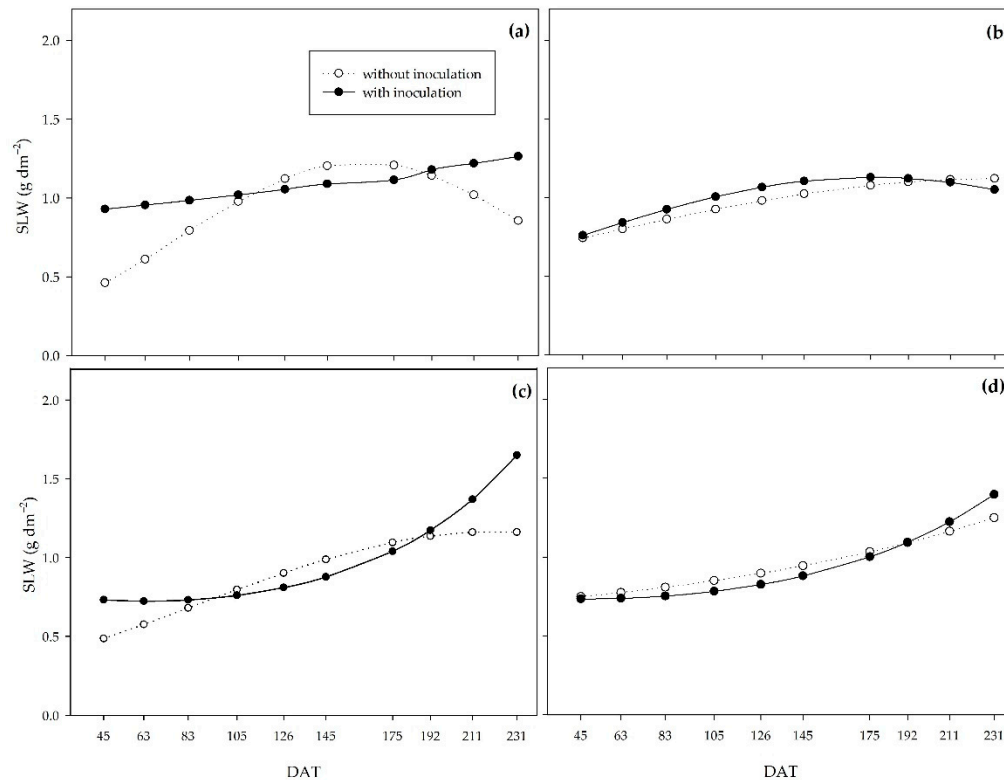 (a)
(b)
2.0
without inoculation
with inoculation
1.5
SLW (g dm⁻²)
1.0
0.5
0.0
(c)
(d)
2.0
1.5
SLW (g dm⁻²)
1.0
0.5
0.0
45 63 83 105 126 145 175 192 211 231
45 63 83 105 126 145 175 192 211 231
DAT
DAT